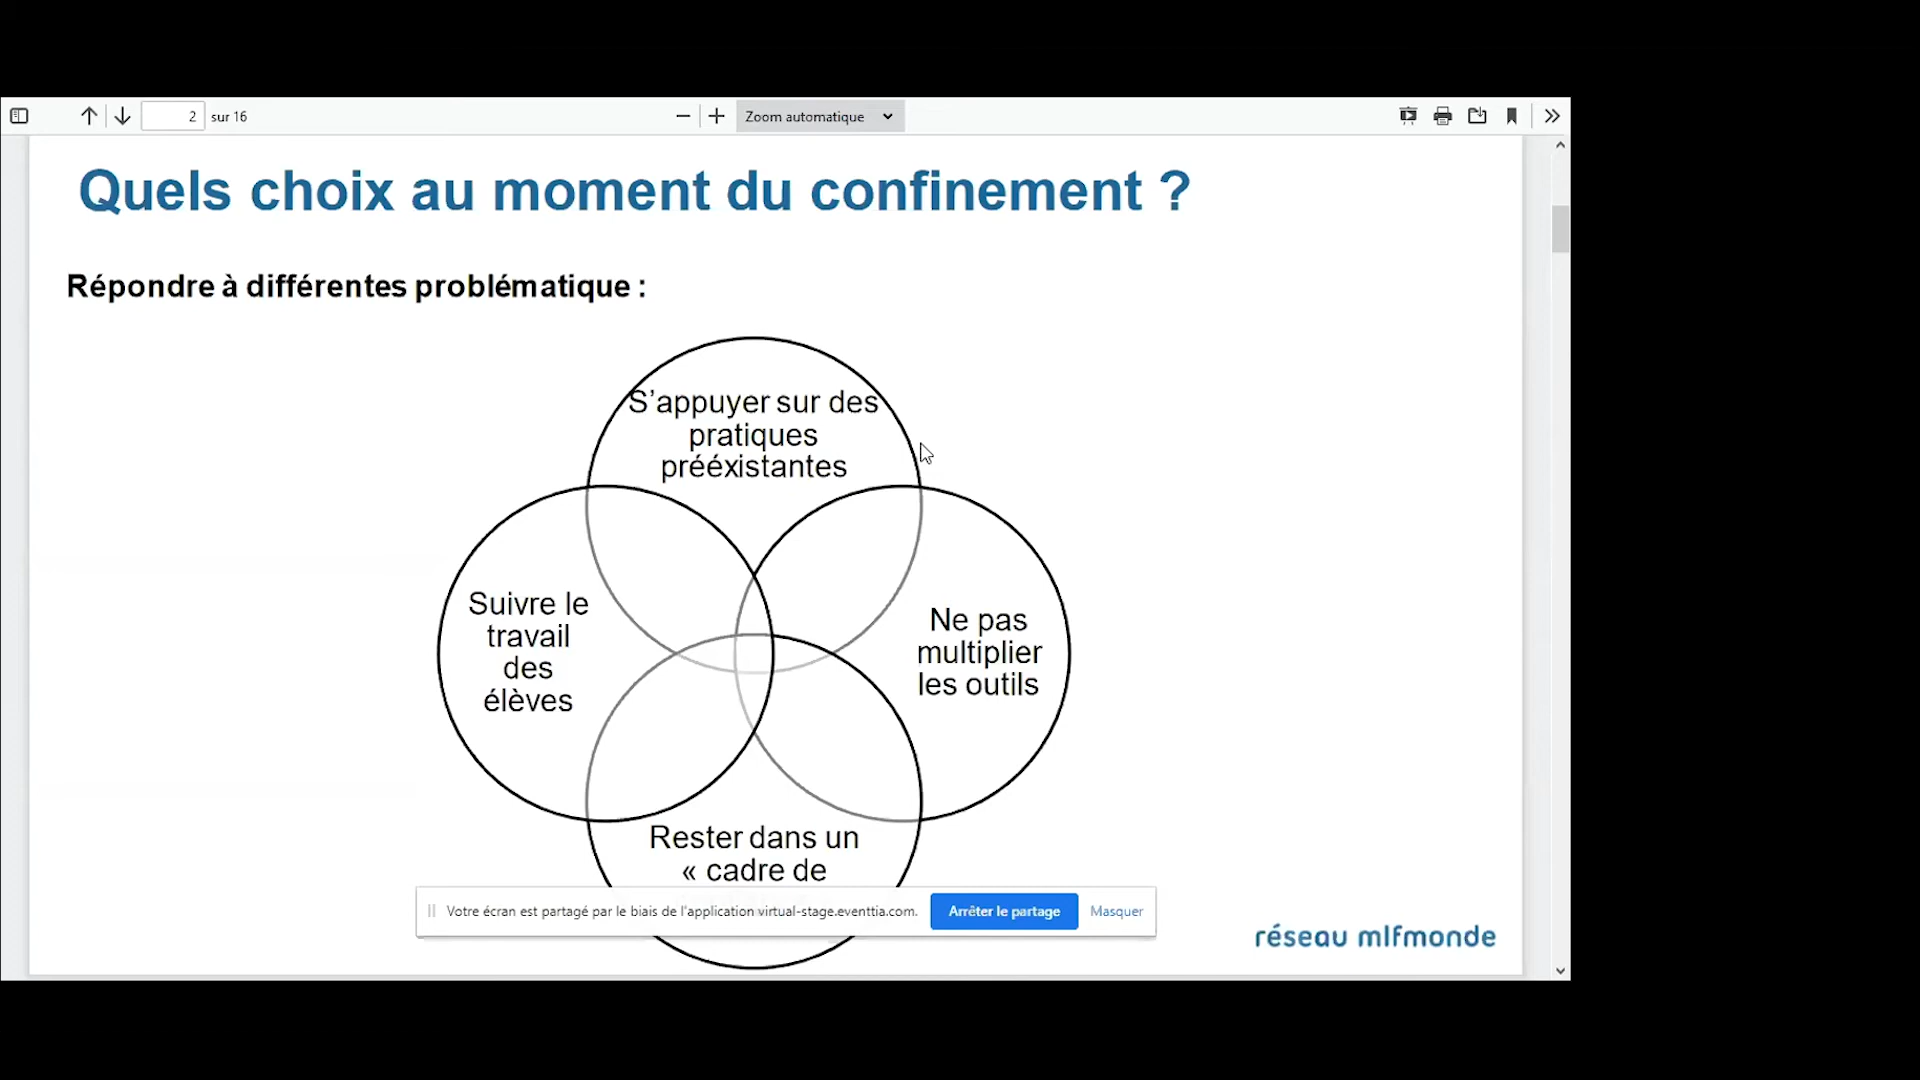 2 sur 16
Zoom automatique
Quels choix au moment du confinement ?
Répondre à différentes problématique :
S’appuyer sur des
pratiques
prééxistantes
Suivre le
travail
des
élèves
Ne pas
multiplier
les outils
Rester dans un
« cadre de
Votre écran est partagé par le biais de l'application virtual-stage.eventtia.com.
Arrêter le partage
Masquer
réseau mlfmonde